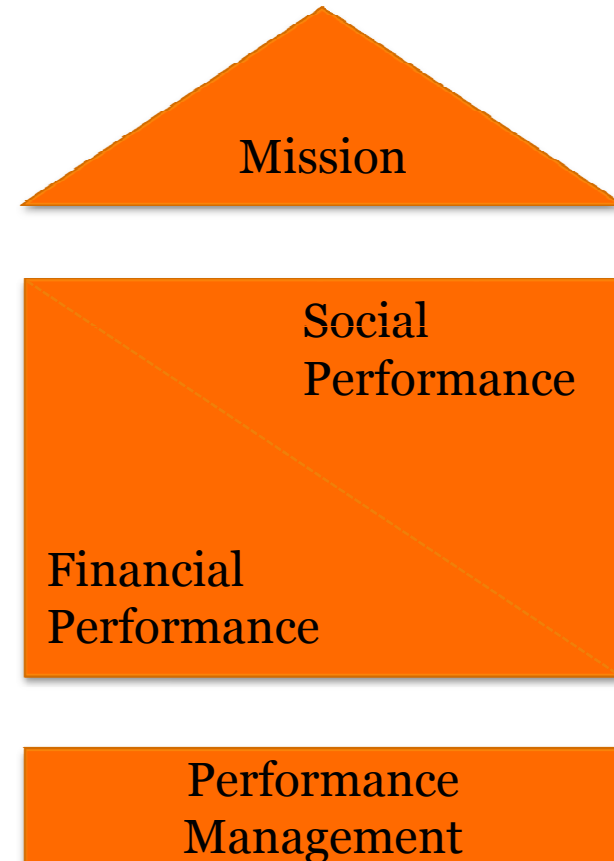 Mission
Social
Performance
Financial
Performance
Performance
Management